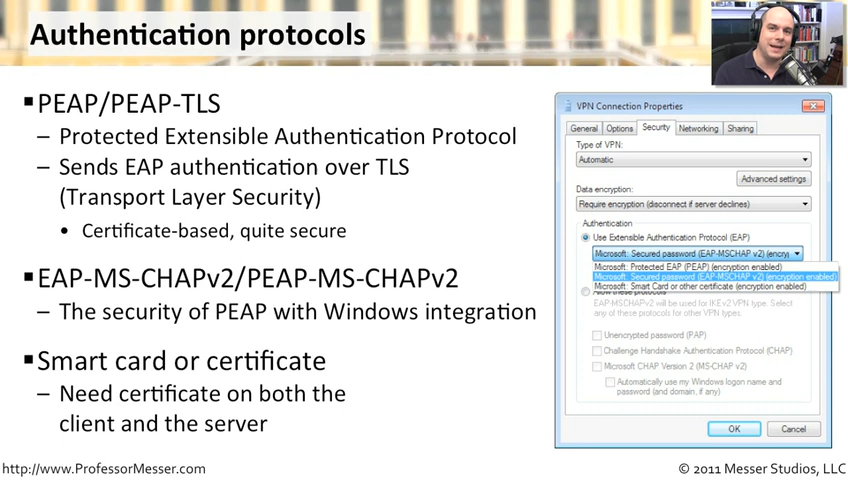 Authentication protocols
▪PEAP/PEAP-TLS
– Protected Extensible Authentication Protocol
– Sends EAP authentication over TLS
(Transport Layer Security)
• Certificate-based, quite secure
▪EAP-MS-CHAPv2/PEAP-MS-CHAPv2
– The security of PEAP with Windows integration
▪Smart card or certificate
– Need certificate on both the
client and the server
VPN Connection Properties
General Options Security Networking Sharing
Type of VPN:
Automatic
Advanced settings
Data encryption:
Require encryption (disconnect if server declines)
Authentication
Use Extensible Authentication Protocol (EAP)
Microsoft: Secured password (EAP-MSCHAP v2) (encry
Microsoft: Protected EAP (PEAP) (encryption enabled)
Microsoft: Secured password (EAP-MSCHAP v2) (encryption enabled)
Microsoft: Smart Card or other certificate (encryption enabled)
Allow these protocols
EAP-MSCHAPv2 will be used for IKEv2 VPN type. Select
any of these protocols for other VPN types.
Unencrypted password (PAP)
Challenge Handshake Authentication Protocol (CHAP)
Microsoft CHAP Version 2 (MS-CHAP v2)
Automatically use my Windows logon name and
password (and domain, if any)
OK Cancel
http://www.ProfessorMesser.com
© 2011 Messer Studios, LLC